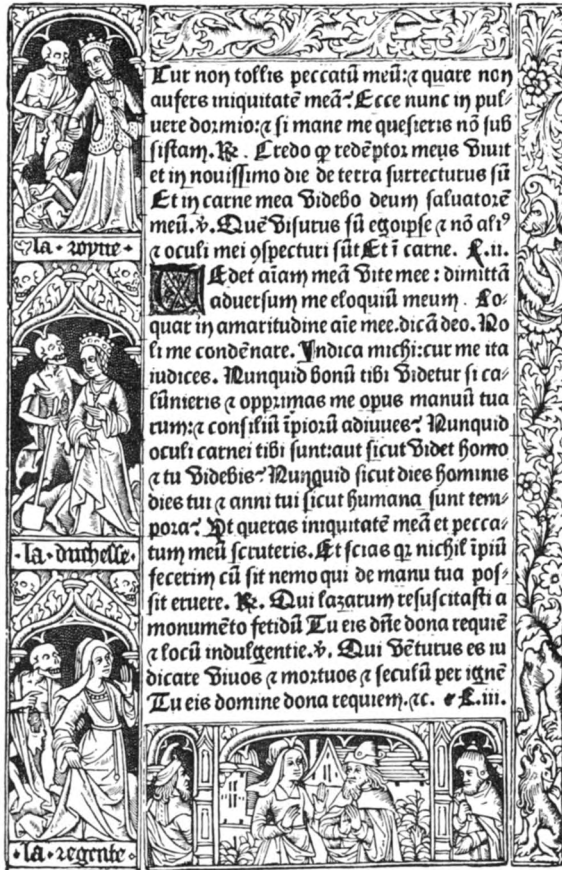 Cur non tollis peccatū meū: ⁊ quare non
aufers iniquitatē meā? Ecce nunc in pul-
uere dormio: ⁊ si mane me quesieris nō sub
sistam. ℟. Credo ꝙ redēptor meus viuit
et in nouissimo die de terra surrecturus sū
Et in carne mea videbo deum saluatorē
meū. ℣. Quē visurus sū egoipse ⁊ nō aliꝰ
⁊ oculi mei ꝯspecturi sūt Et ī carne. L.ii.
TEdet aīam meā vite mee: dimittā
aduersum me eloquiū meum. Lo-
quar in amaritudine aīe mee. dicā deo. No
li me condēnare. Indica michi: cur me ita
iudices. Nunquid bonū tibi videtur si ca-
lūnieris ⁊ opprimas me opus manuū tua
rum: ⁊ consiliū īpiorū adiuues? Nunquid
oculi carnei tibi sunt: aut sicut videt homo
⁊ tu videbis? Nunquid sicut dies hominis
dies tui ⁊ anni tui sicut humana sunt tem-
pora? Ut queras iniquitatē meā et pecca-
tum meū scruteris. Et scias qꝛ nichil īpiū
fecerim cū sit nemo qui de manu tua pos-
sit eruere. ℟. Qui lazarum resuscitasti a
monumēto fetidū Tu eis dn̄e dona requiē
⁊ locū indulgentie. ℣. Qui vēturus es iu
dicare viuos ⁊ mortuos ⁊ seculū per ignē
Tu eis domine dona requiem. ⁊c. L.iii.
la royne
la duchesse
la regente